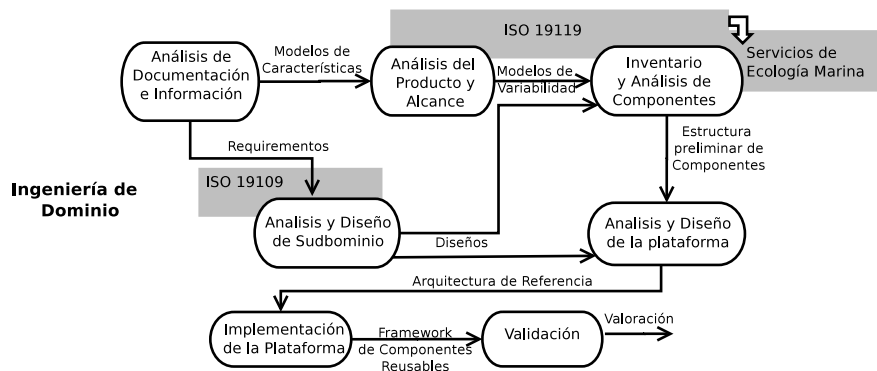 ISO 19119
Servicios de
Ecología Marina
Análisis de
Documentación
e Información
Modelos de
Características
Análisis del
Producto y
Alcance
Modelos de
Variabilidad
Inventario
y Análisis de
Componentes
Requirementos
Estructura
preliminar de
Componentes
ISO 19109
Ingeniería de
Dominio
Analisis y Diseño
de Sudbominio
Diseños
Analisis y Diseño
de la plataforma
Arquitectura de Referencia
Implementación
de la Plataforma
Framework
de Componentes
Reusables
Validación
Valoración